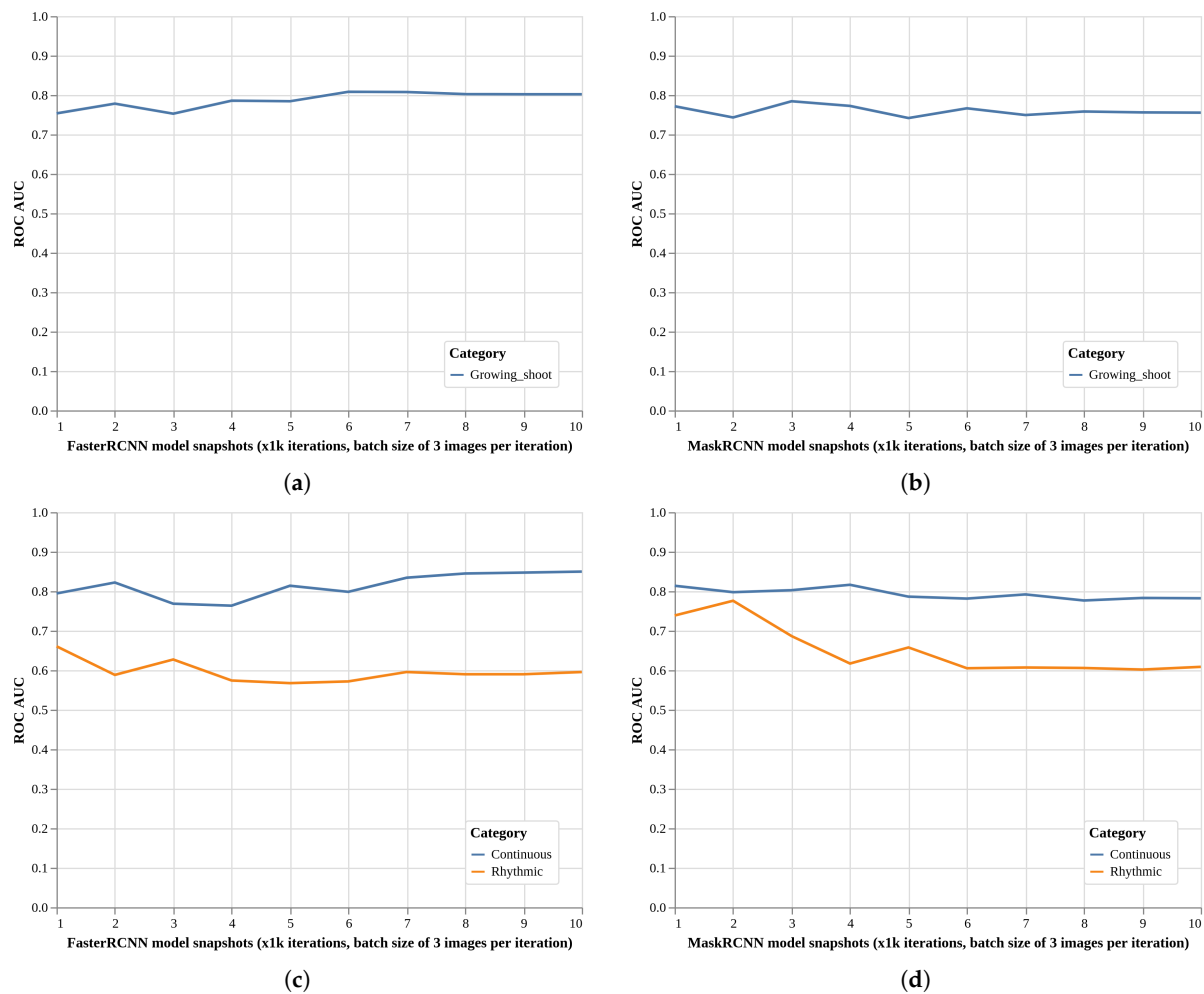 1.0
0.9
0.8
0.7
0.6
0.5
0.4
0.3
0.2
0.1
0.0
ROC AUC
Category
Growing_shoot
1 2 3 4 5 6 7 8 9 10
FasterRCNN model snapshots (x1k iterations, batch size of 3 images per iteration)
(a)
1.0
0.9
0.8
0.7
0.6
0.5
0.4
0.3
0.2
0.1
0.0
ROC AUC
Category
Growing_shoot
1 2 3 4 5 6 7 8 9 10
MaskRCNN model snapshots (x1k iterations, batch size of 3 images per iteration)
(b)
1.0
0.9
0.8
0.7
0.6
0.5
0.4
0.3
0.2
0.1
0.0
ROC AUC
Category
Continuous
Rhythmic
1 2 3 4 5 6 7 8 9 10
FasterRCNN model snapshots (x1k iterations, batch size of 3 images per iteration)
(c)
1.0
0.9
0.8
0.7
0.6
0.5
0.4
0.3
0.2
0.1
0.0
ROC AUC
Category
Continuous
Rhythmic
1 2 3 4 5 6 7 8 9 10
MaskRCNN model snapshots (x1k iterations, batch size of 3 images per iteration)
(d)